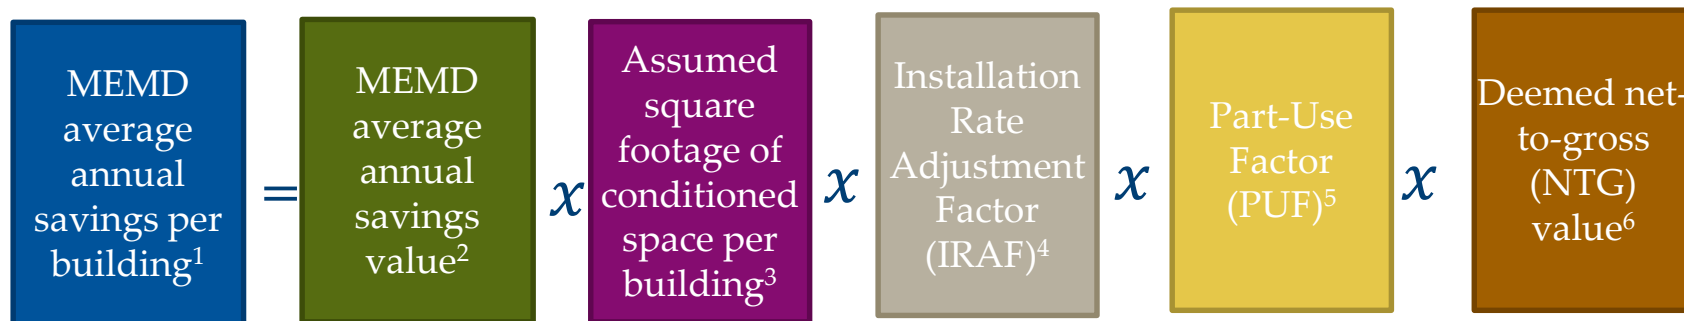 MEMD
average
annual
savings per
building¹
=
MEMD
average
annual
savings
value²
x
Assumed
square
footage of
conditioned
space per
building³
x
Installation
Rate
Adjustment
Factor
(IRAF)⁴
x
Part-Use
Factor
(PUF)⁵
x
Deemed net-
to-gross
(NTG)
value⁶